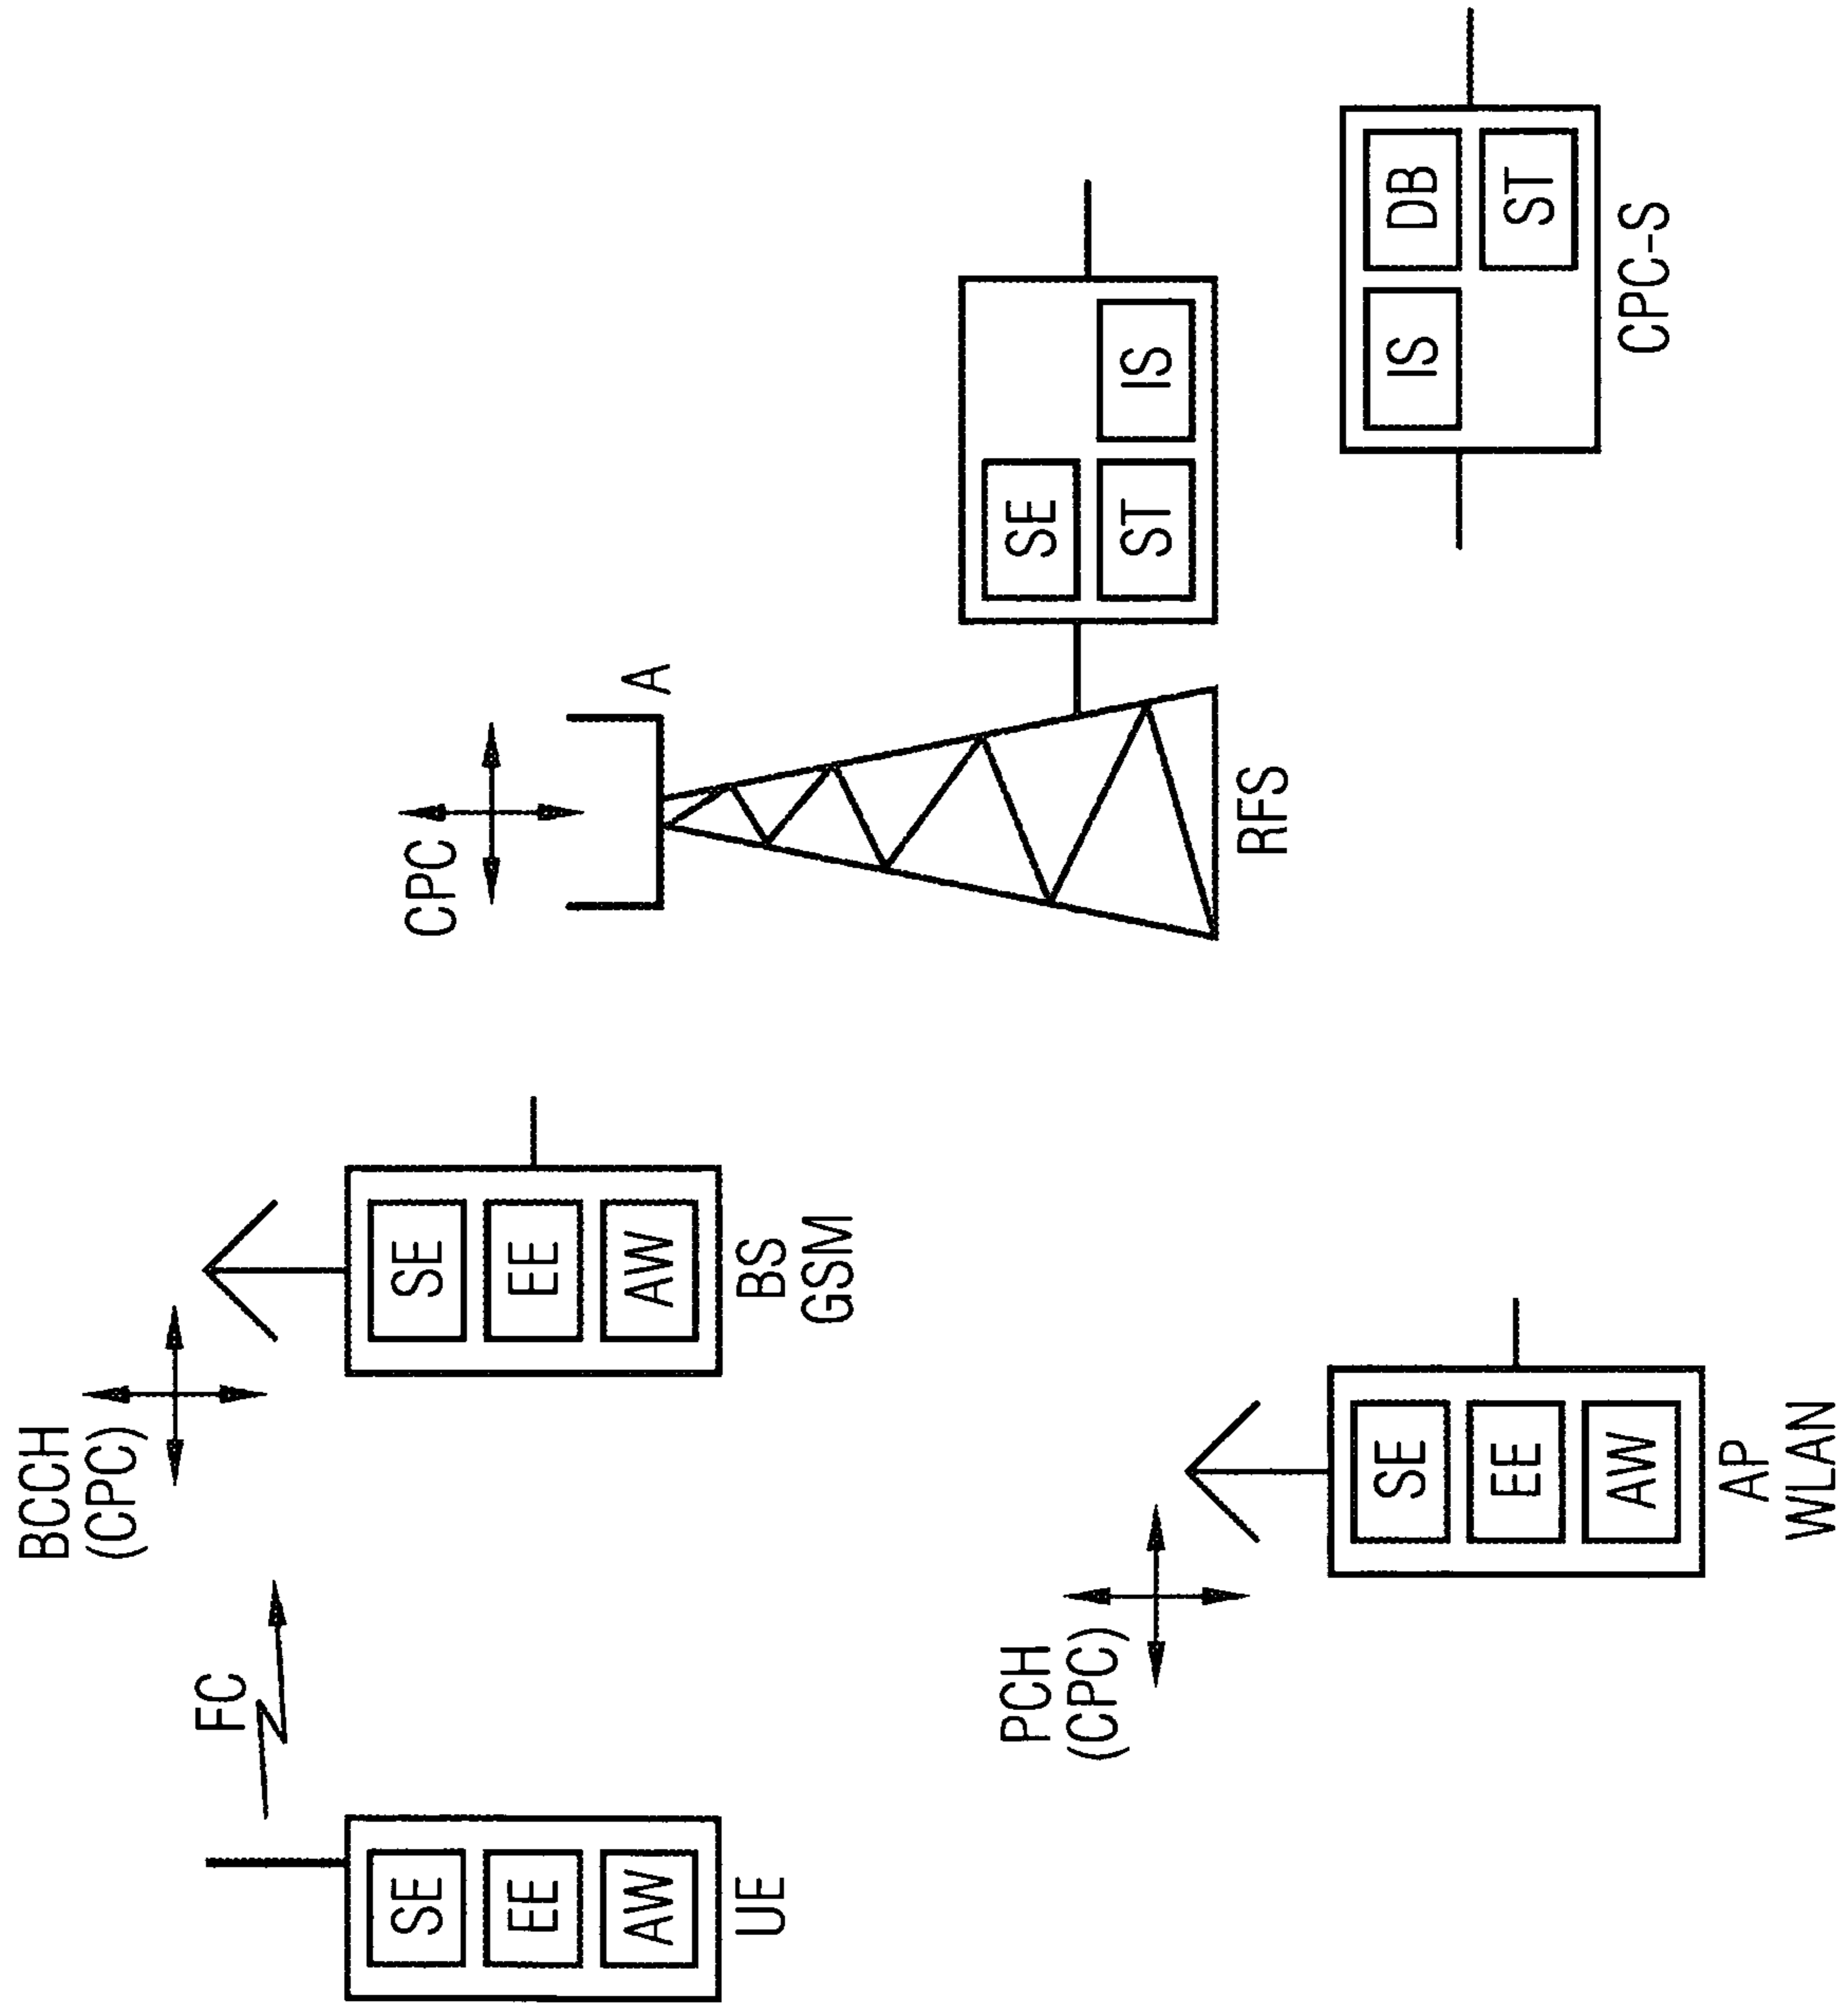 BCCH
(CPC)
FC
SE
EE
AW
UE
SE
EE
AW
BS
GSM
CPC
A
RFS
SE
ST
IS
PCH
(CPC)
SE
EE
AW
AP
WLAN
IS
DB
ST
CPC-S